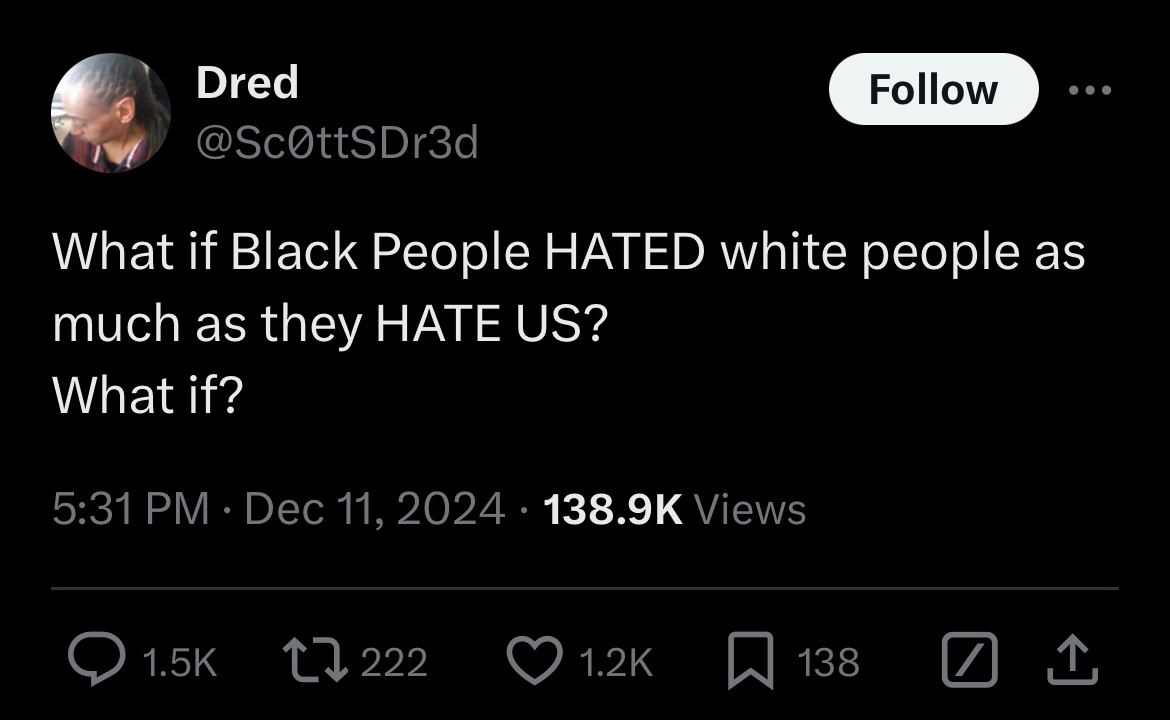 Dred
Follow
@Sc0ttSDr3d
What if Black People HATED white people as
much as they HATE US?
What if?
5:31 PM · Dec 11, 2024 · 138.9K Views
1.5K 222 1.2K 138